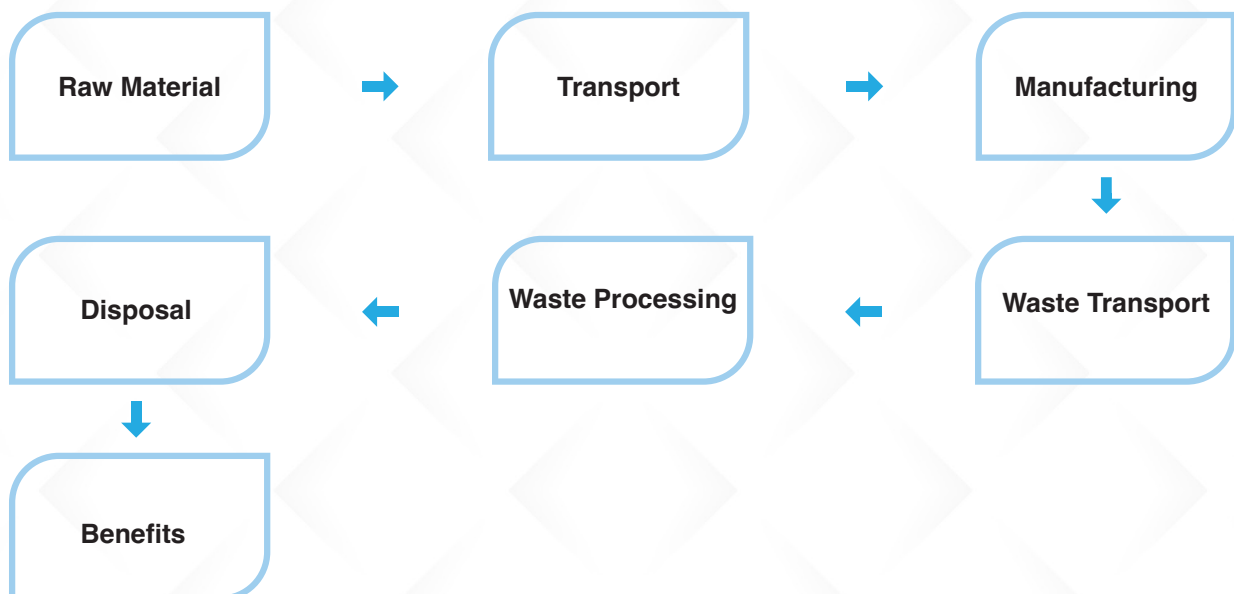 Raw Material
Transport
Manufacturing
Waste Transport
Waste Processing
Disposal
Benefits